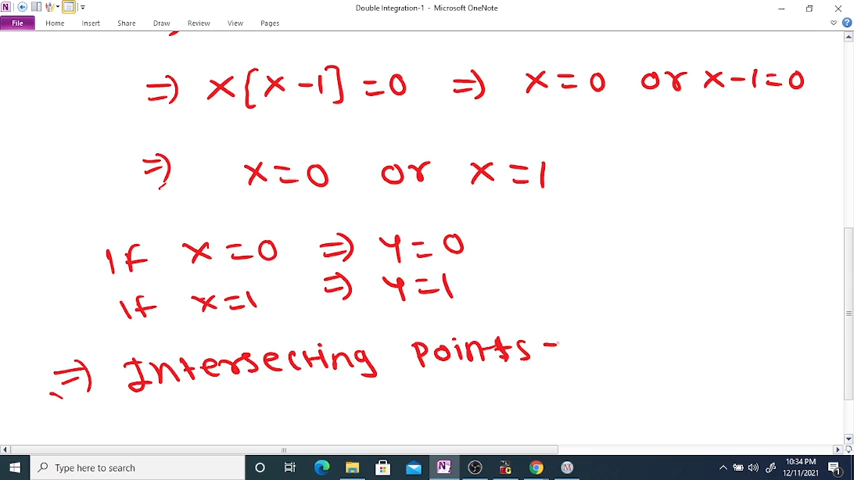 Double Integration-1 - Microsoft OneNote
File Home Insert Share Draw History Review View Pages
=> x[x-1] =0 => x=0 or x-1=0
=> x=0 or x=1
If x=0 => y=0
If x=1 => y=1
=> Intersecting points -
Type here to search
10:34 PM
12/11/2021